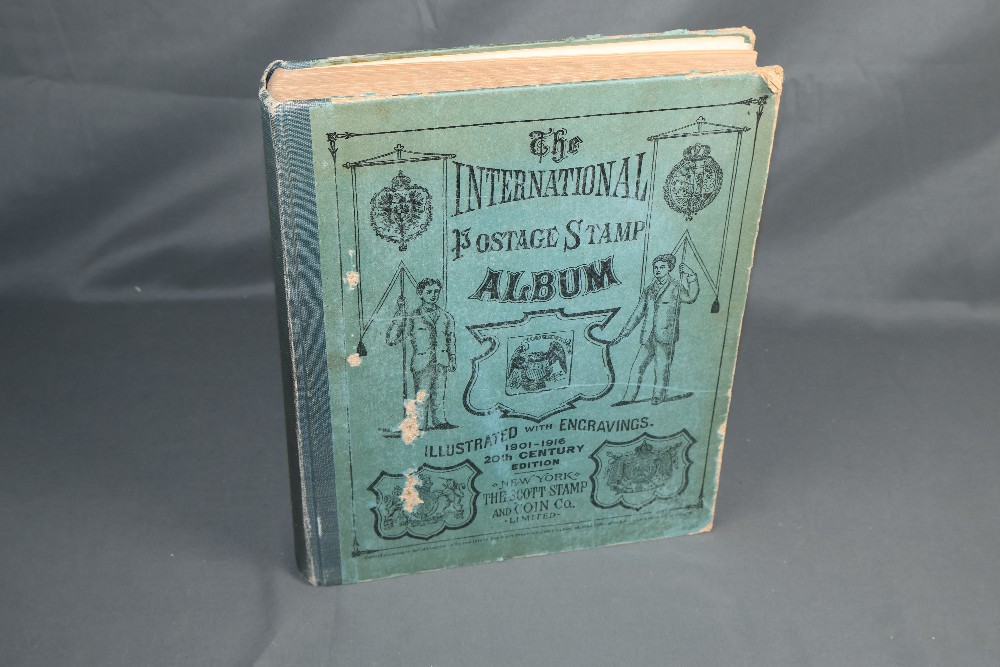 The
INTERNATIONAL
POSTAGE STAMP
ALBUM
ILLUSTRATED WITH ENGRAVINGS.
1901-1916
20th CENTURY
EDITION
NEW YORK
THE SCOTT STAMP
AND COIN Co.
-LIMITED-